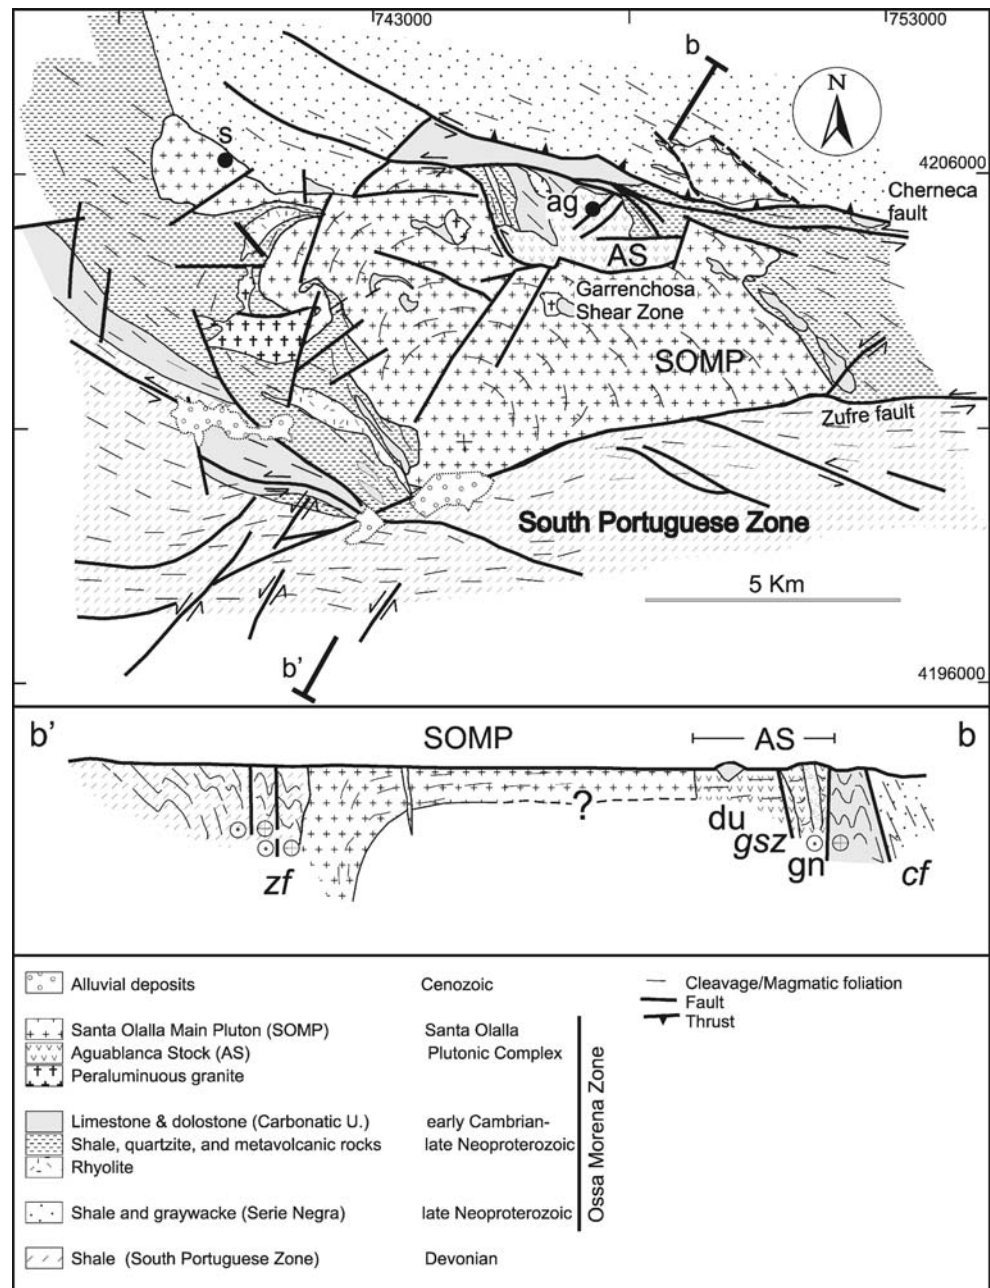 743000 753000
b
N
s
4206000
Cherneca
fault
ag
AS
Garrenchosa
Shear Zone
SOMP
Zufre fault
South Portuguese Zone
5 Km
b'
4196000
b' SOMP AS b
?
du
gsz
gn
zf
cf
Alluvial deposits Cenozoic
Cleavage/Magmatic foliation
Fault
Thrust
Santa Olalla Main Pluton (SOMP) Santa Olalla
Aguablanca Stock (AS) Plutonic Complex
Peraluminuous granite
Limestone & dolostone (Carbonatic U.) early Cambrian-
Shale, quartzite, and metavolcanic rocks late Neoproterozoic
Rhyolite
Shale and graywacke (Serie Negra) late Neoproterozoic
Ossa Morena Zone
Shale (South Portuguese Zone) Devonian